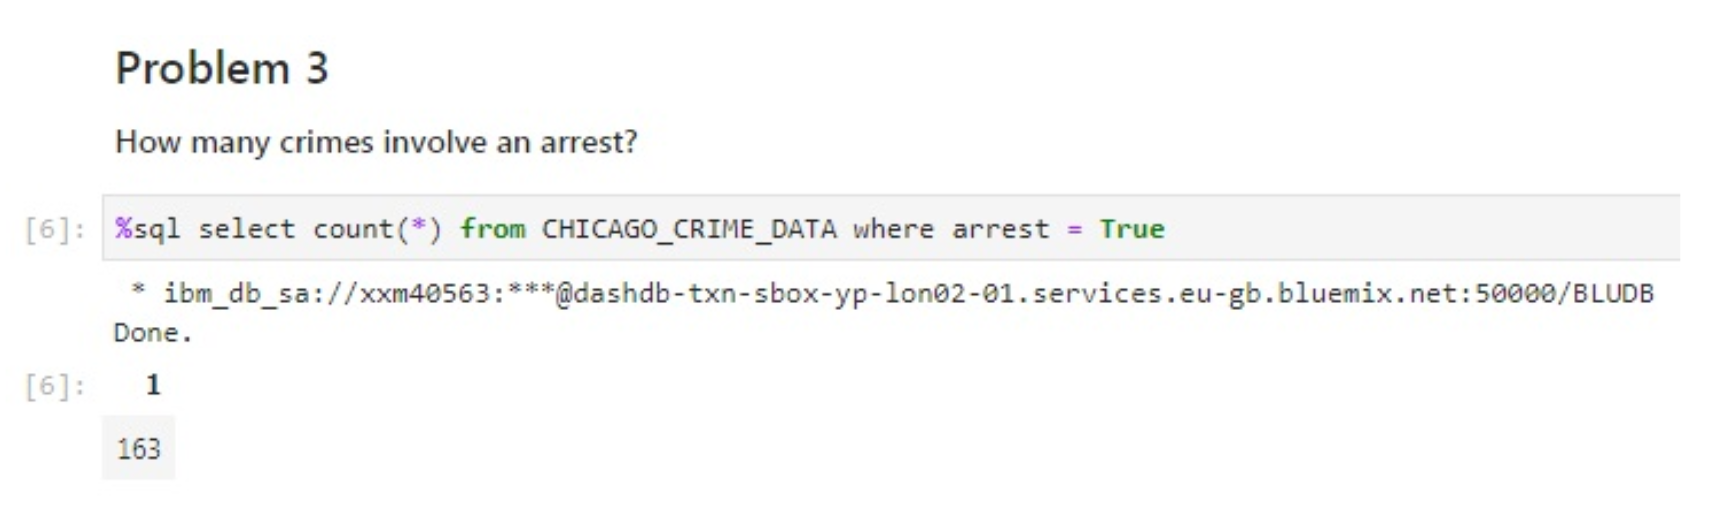 Problem 3
How many crimes involve an arrest?
[6]: %sql select count(*) from CHICAGO_CRIME_DATA where arrest = True
* ibm_db_sa://xxm40563:***@dashdb-txn-sbox-yp-lon02-01.services.eu-gb.bluemix.net:50000/BLUDB
Done.
[6]: 1
163